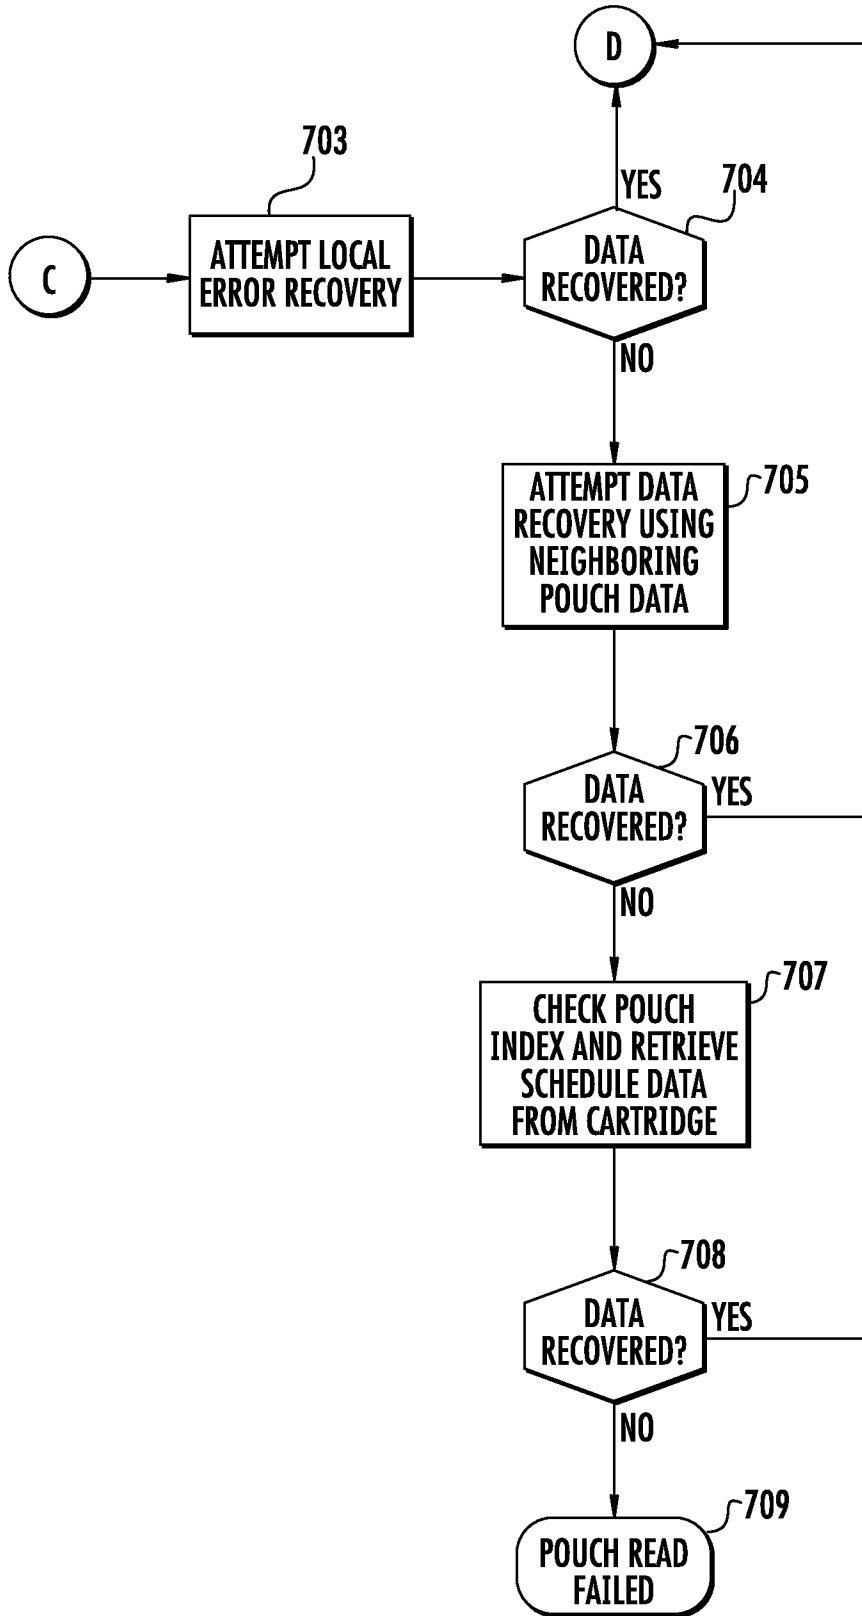 D
703
YES
704
C
ATTEMPT LOCAL
ERROR RECOVERY
DATA
RECOVERED?
NO
705
ATTEMPT DATA
RECOVERY USING
NEIGHBORING
POUCH DATA
706
DATA
RECOVERED?
YES
NO
707
CHECK POUCH
INDEX AND RETRIEVE
SCHEDULE DATA
FROM CARTRIDGE
708
DATA
RECOVERED?
YES
NO
709
POUCH READ
FAILED